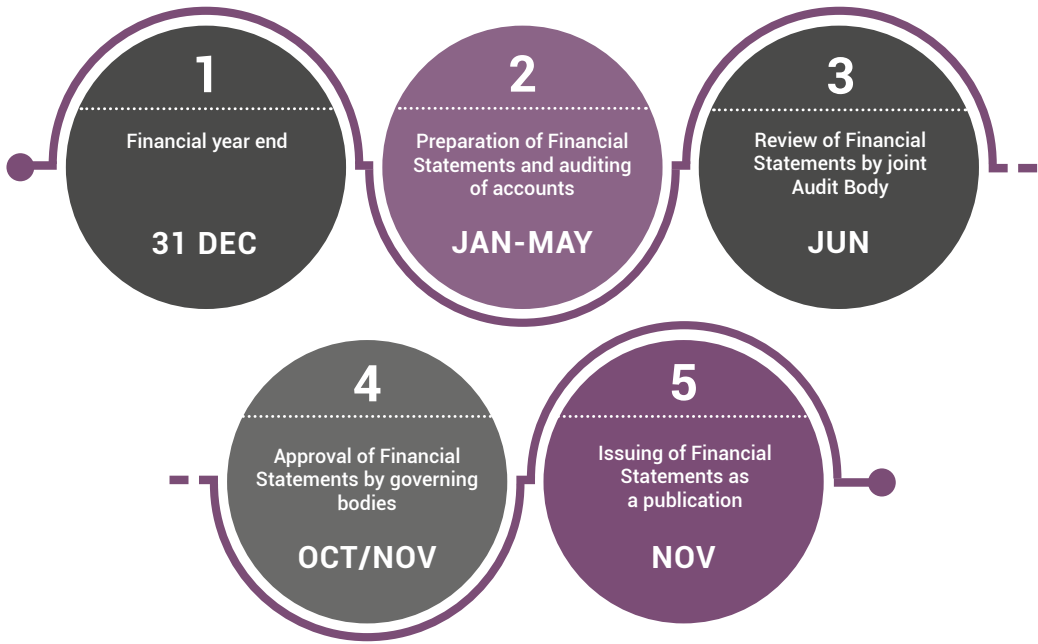 1
Financial year end
31 DEC
2
Preparation of Financial
Statements and auditing
of accounts
JAN-MAY
3
Review of Financial
Statements by joint
Audit Body
JUN
4
Approval of Financial
Statements by governing
bodies
OCT/NOV
5
Issuing of Financial
Statements as
a publication
NOV